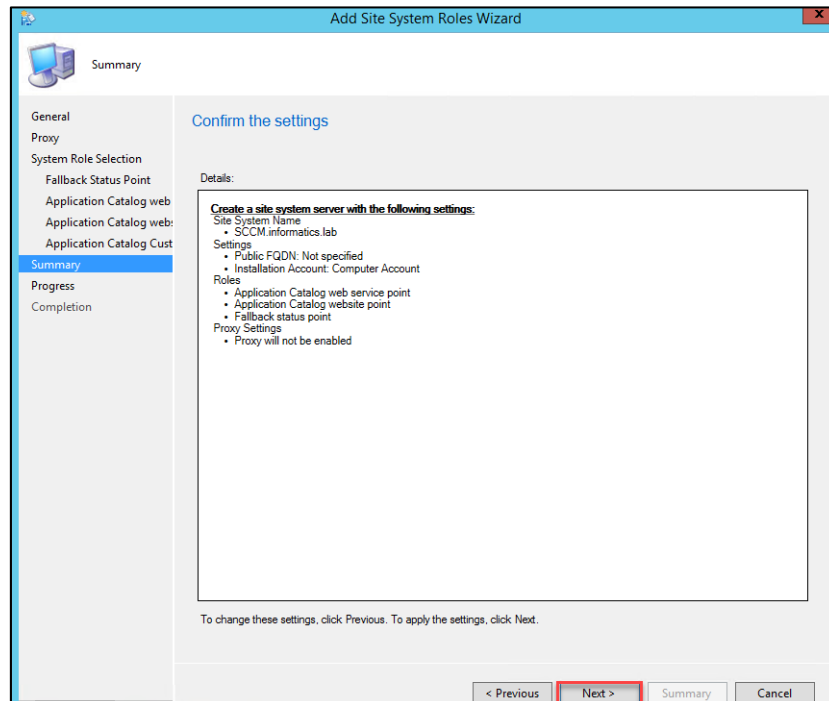 Add Site System Roles Wizard
x
Summary
General
Proxy
System Role Selection
Fallback Status Point
Application Catalog web
Application Catalog web
Application Catalog Cust
Summary
Progress
Completion
Confirm the settings
Details:
Create a site system server with the following settings:
Site System Name
• SCCM.informatics.lab
Settings
• Public FQDN: Not specified
• Installation Account: Computer Account
Roles
• Application Catalog web service point
• Application Catalog website point
• Fallback status point
Proxy Settings
• Proxy will not be enabled
To change these settings, click Previous. To apply the settings, click Next.
< Previous
Next >
Summary
Cancel